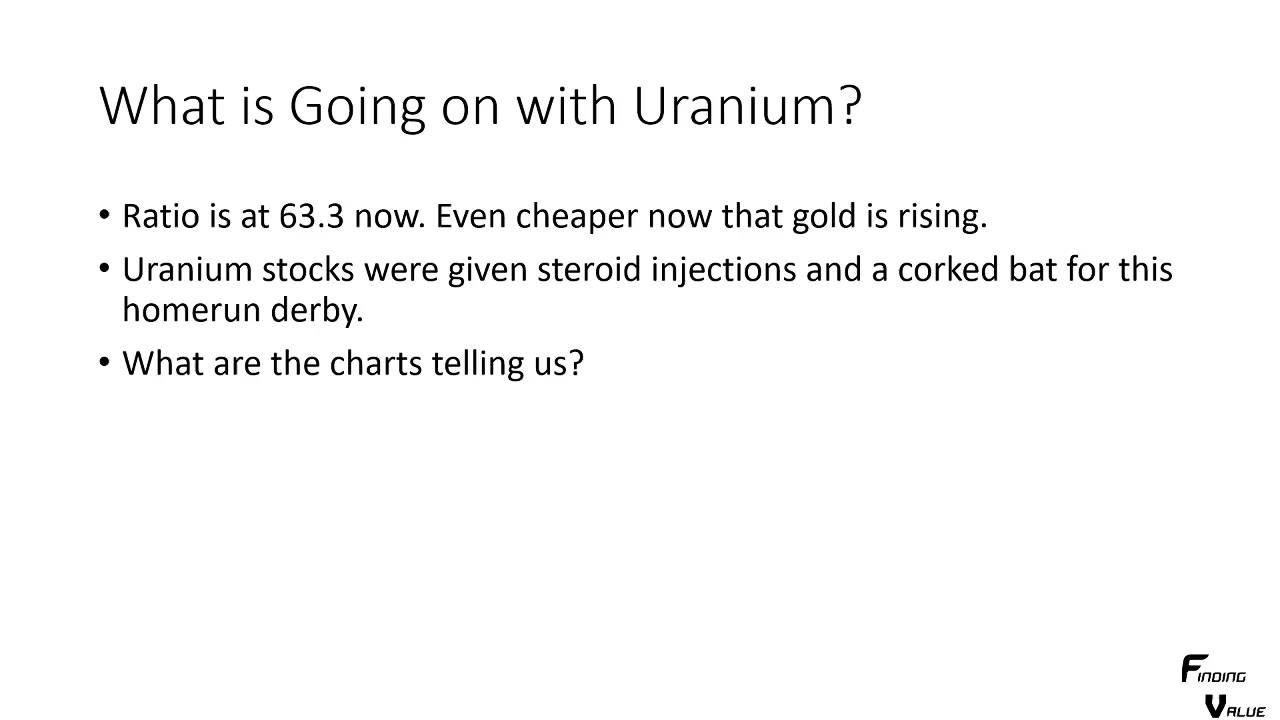 What is Going on with Uranium?
• Ratio is at 63.3 now. Even cheaper now that gold is rising.
• Uranium stocks were given steroid injections and a corked bat for this
homerun derby.
• What are the charts telling us?
Finding
Value